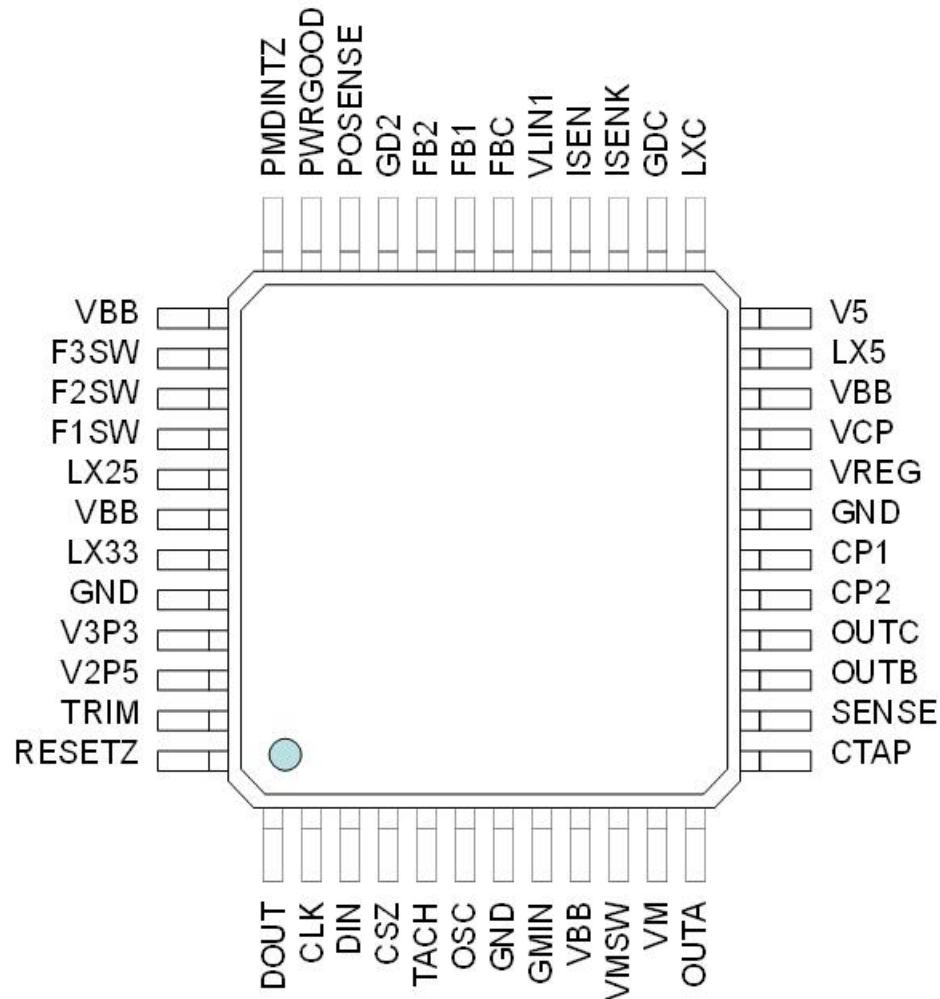 PMDINTZ
PWRGOOD
POSENSE
GD2
FB2
FB1
FBC
VLIN1
ISEN
ISENK
GDC
LXC
VBB
F3SW
F2SW
F1SW
LX25
VBB
LX33
GND
V3P3
V2P5
TRIM
RESETZ
V5
LX5
VBB
VCP
VREG
GND
CP1
CP2
OUTC
OUTB
SENSE
CTAP
DOUT
CLK
DIN
CSZ
TACH
OSC
GND
GMIN
VBB
VMSW
VM
OUTA